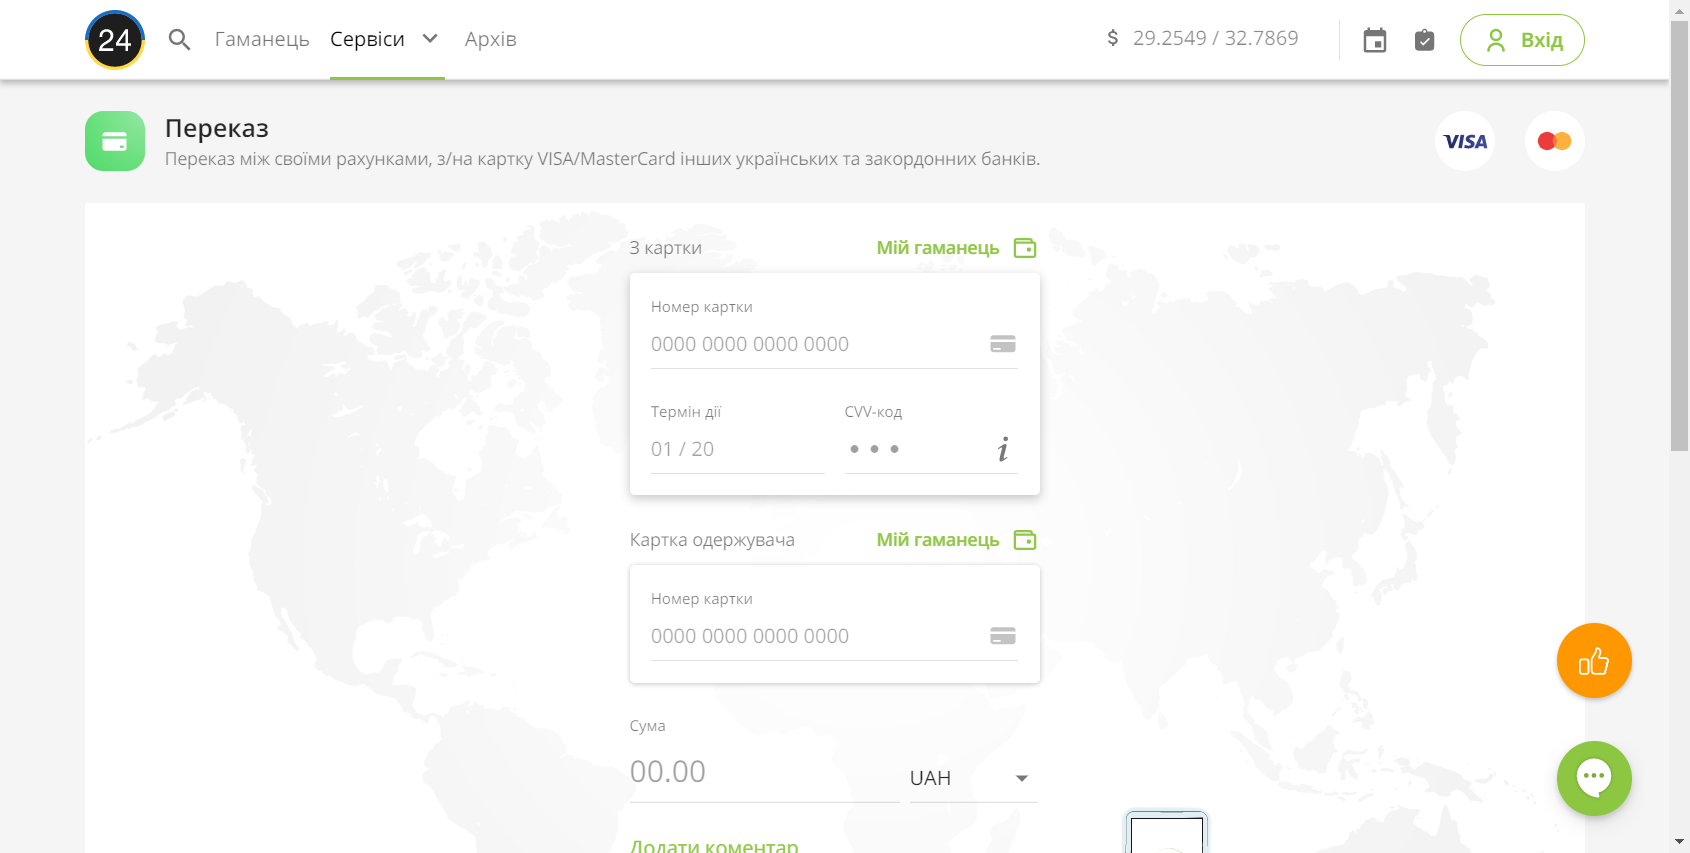 24 Гаманець Сервіси Архів $ 29.2549 / 32.7869 Вхід
Переказ
Переказ між своїми рахунками, з/на картку VISA/MasterCard інших українських та закордонних банків.
VISA
З картки Мій гаманець
Номер картки
0000 0000 0000 0000
Термін дії CVV-код
01 / 20
Картка одержувача Мій гаманець
Номер картки
0000 0000 0000 0000
Сума
00.00 UAH
Додати коментар